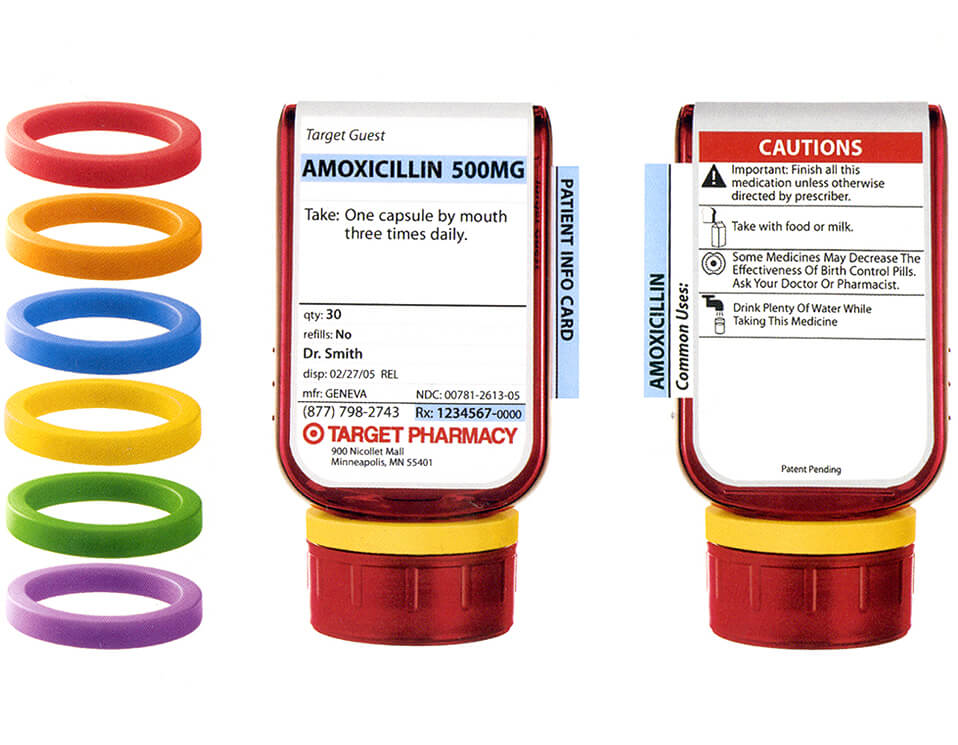 Target Guest
AMOXICILLIN 500MG
Take: One capsule by mouth
three times daily.
qty: 30
refills: No
Dr. Smith
disp: 02/27/05 REL
mfr: GENEVA NDC: 00781-2613-05
(877) 798-2743 Rx: 1234567-0000
TARGET PHARMACY
900 Nicollet Mall
Minneapolis, MN 55401
PATIENT INFO CARD
AMOXICILLIN
Common Uses:
CAUTIONS
Important: Finish all this
medication unless otherwise
directed by prescriber.
Take with food or milk.
Some Medicines May Decrease The
Effectiveness Of Birth Control Pills.
Ask Your Doctor Or Pharmacist.
Drink Plenty Of Water While
Taking This Medicine
Patent Pending